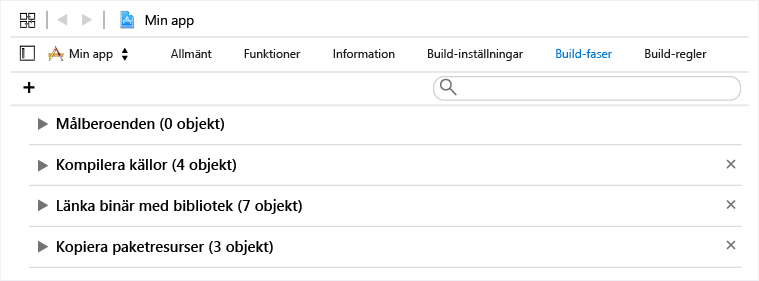 Min app
Min app Allmänt Funktioner Information Build-inställningar Build-faser Build-regler
Målberoenden (0 objekt)
Kompilera källor (4 objekt)
Länka binär med bibliotek (7 objekt)
Kopiera paketresurser (3 objekt)